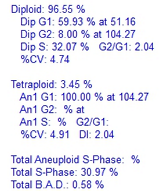 Diploid: 96.55 %
Dip G1: 59.93 % at 51.16
Dip G2: 8.00 % at 104.27
Dip S: 32.07 % G2/G1: 2.04
%CV: 4.74
Tetraploid: 3.45 %
An1 G1: 100.00 % at 104.27
An1 G2: % at
An1 S: % G2/G1:
%CV: 4.91 DI: 2.04
Total Aneuploid S-Phase: %
Total S-Phase: 30.97 %
Total B.A.D.: 0.58 %